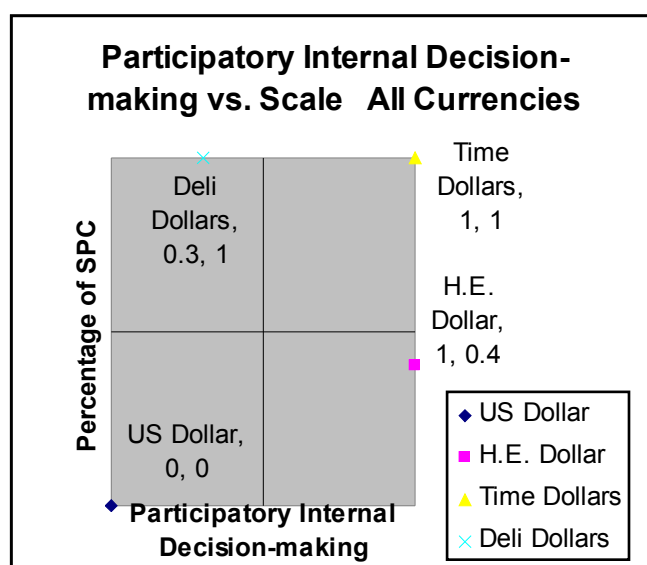 Participatory Internal Decision-
making vs. Scale All Currencies
Percentage of SPC
Deli
Dollars,
0.3, 1
Time
Dollars,
1, 1
H.E.
Dollar,
1, 0.4
US Dollar,
0, 0
Participatory Internal
Decision-making
US Dollar
H.E. Dollar
Time Dollars
Deli Dollars